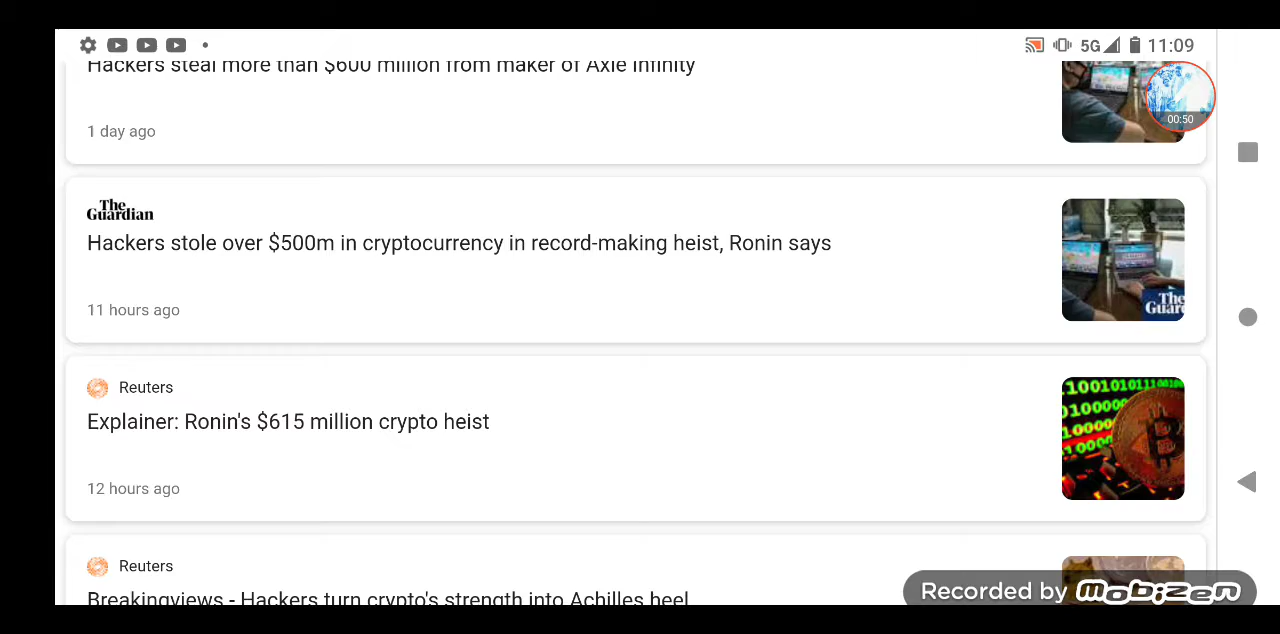 5G 11:09
Hackers steal more than $600 million from maker of Axie Infinity
00:50
1 day ago
The Guardian
Hackers stole over $500m in cryptocurrency in record-making heist, Ronin says
11 hours ago
The
Guar
Reuters
Explainer: Ronin's $615 million crypto heist
12 hours ago
Reuters
Breakingviews - Hackers turn crypto's strength into Achilles heel
Recorded by mobizen